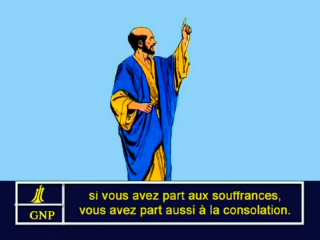 si vous avez part aux souffrances,
vous avez part aussi à la consolation.
GNP